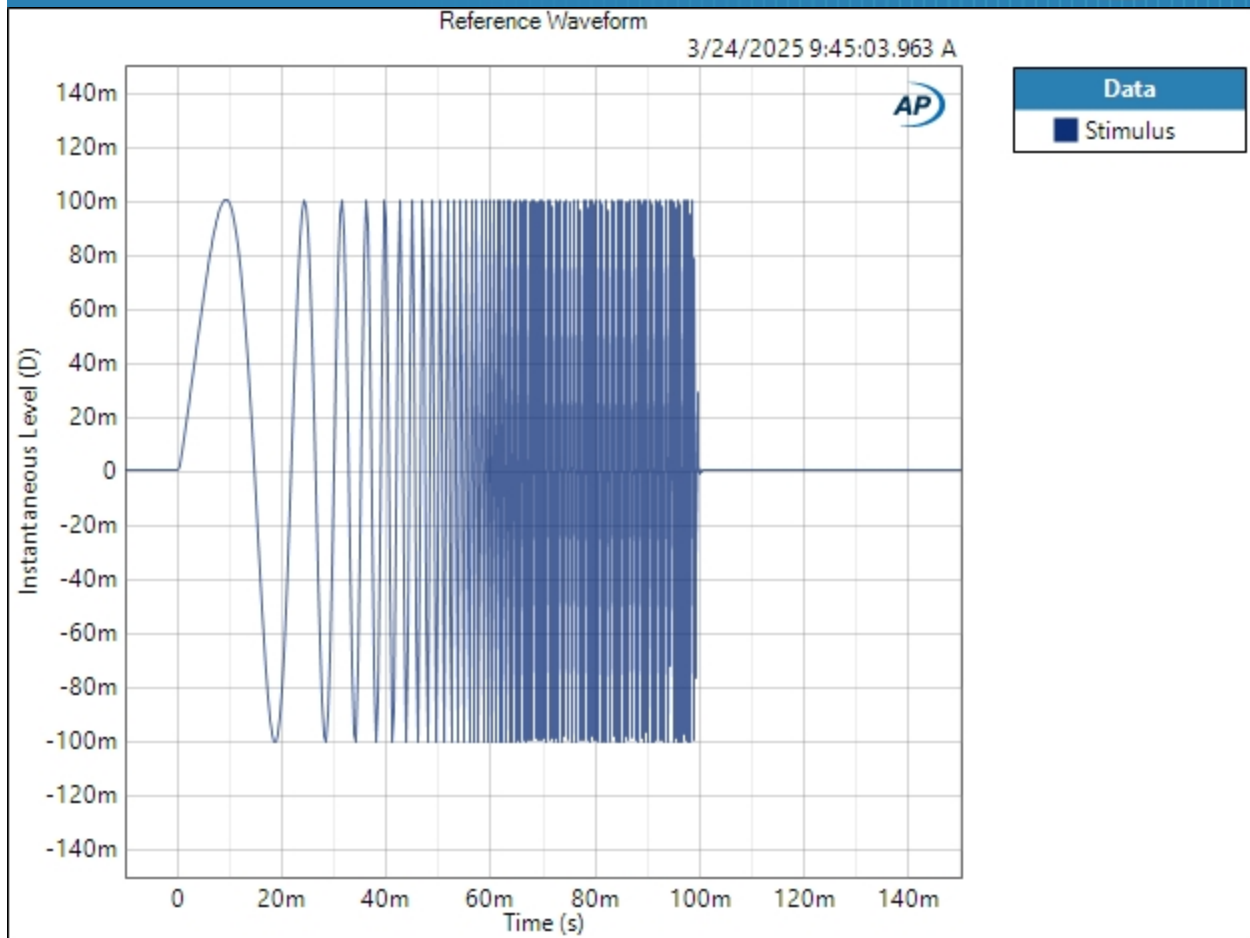 Reference Waveform
3/24/2025 9:45:03.963 A
AP
Data
Stimulus
Instantaneous Level (D)
140m
120m
100m
80m
60m
40m
20m
0
-20m
-40m
-60m
-80m
-100m
-120m
-140m
0 20m 40m 60m 80m 100m 120m 140m
Time (s)